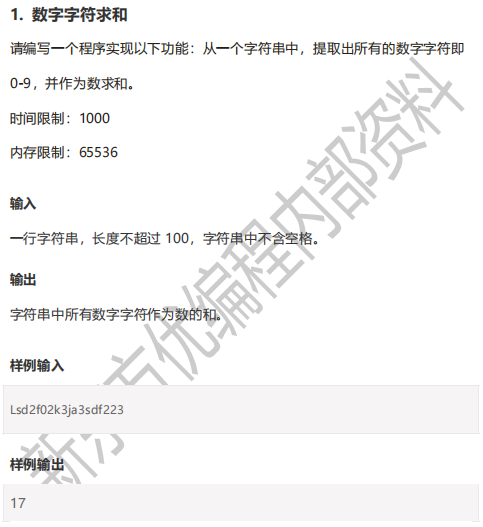 1. 数字字符求和
请编写一个程序实现以下功能：从一个字符串中，提取出所有的数字字符即
0-9，并作为数求和。
时间限制：1000
内存限制：65536
输入
一行字符串，长度不超过 100，字符串中不含空格。
输出
字符串中所有数字字符作为数的和。
样例输入
Lsd2f02k3ja3sdf223
样例输出
17
新东方优编程内部资料